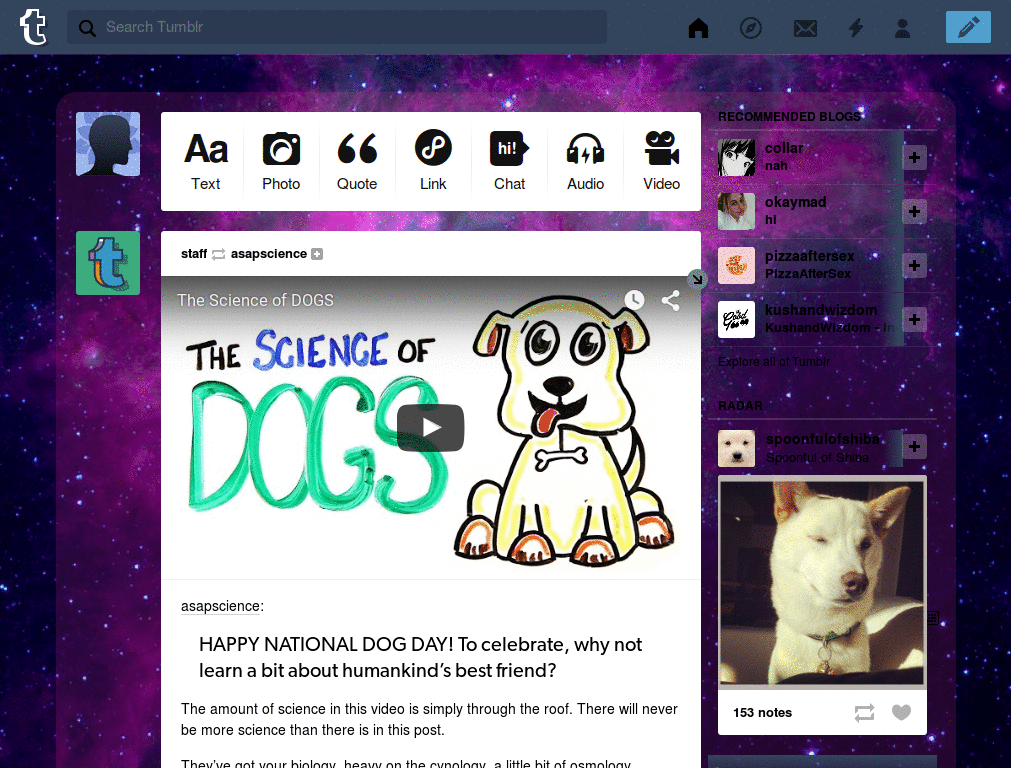 Search Tumblr
Aa
hi!
Text
Photo
Quote
Link
Chat
Audio
Video
staff asapscience
The Science of DOGS
THE SCIENCE OF
DOGS
asapscience:
HAPPY NATIONAL DOG DAY! To celebrate, why not
learn a bit about humankind's best friend?
The amount of science in this video is simply through the roof. There will never
be more science than there is in this post.
They've got your biology, heavy on the cynology, a little bit of osmology,
RECOMMENDED BLOGS
collar
nah
okaymad
hi
pizzaaftersex
PizzaAfterSex
kushandwizdom
KushandWizdom - In
Explore all of Tumblr
RADAR
spoonfulofshiba
Spoonful of Shiba
153 notes